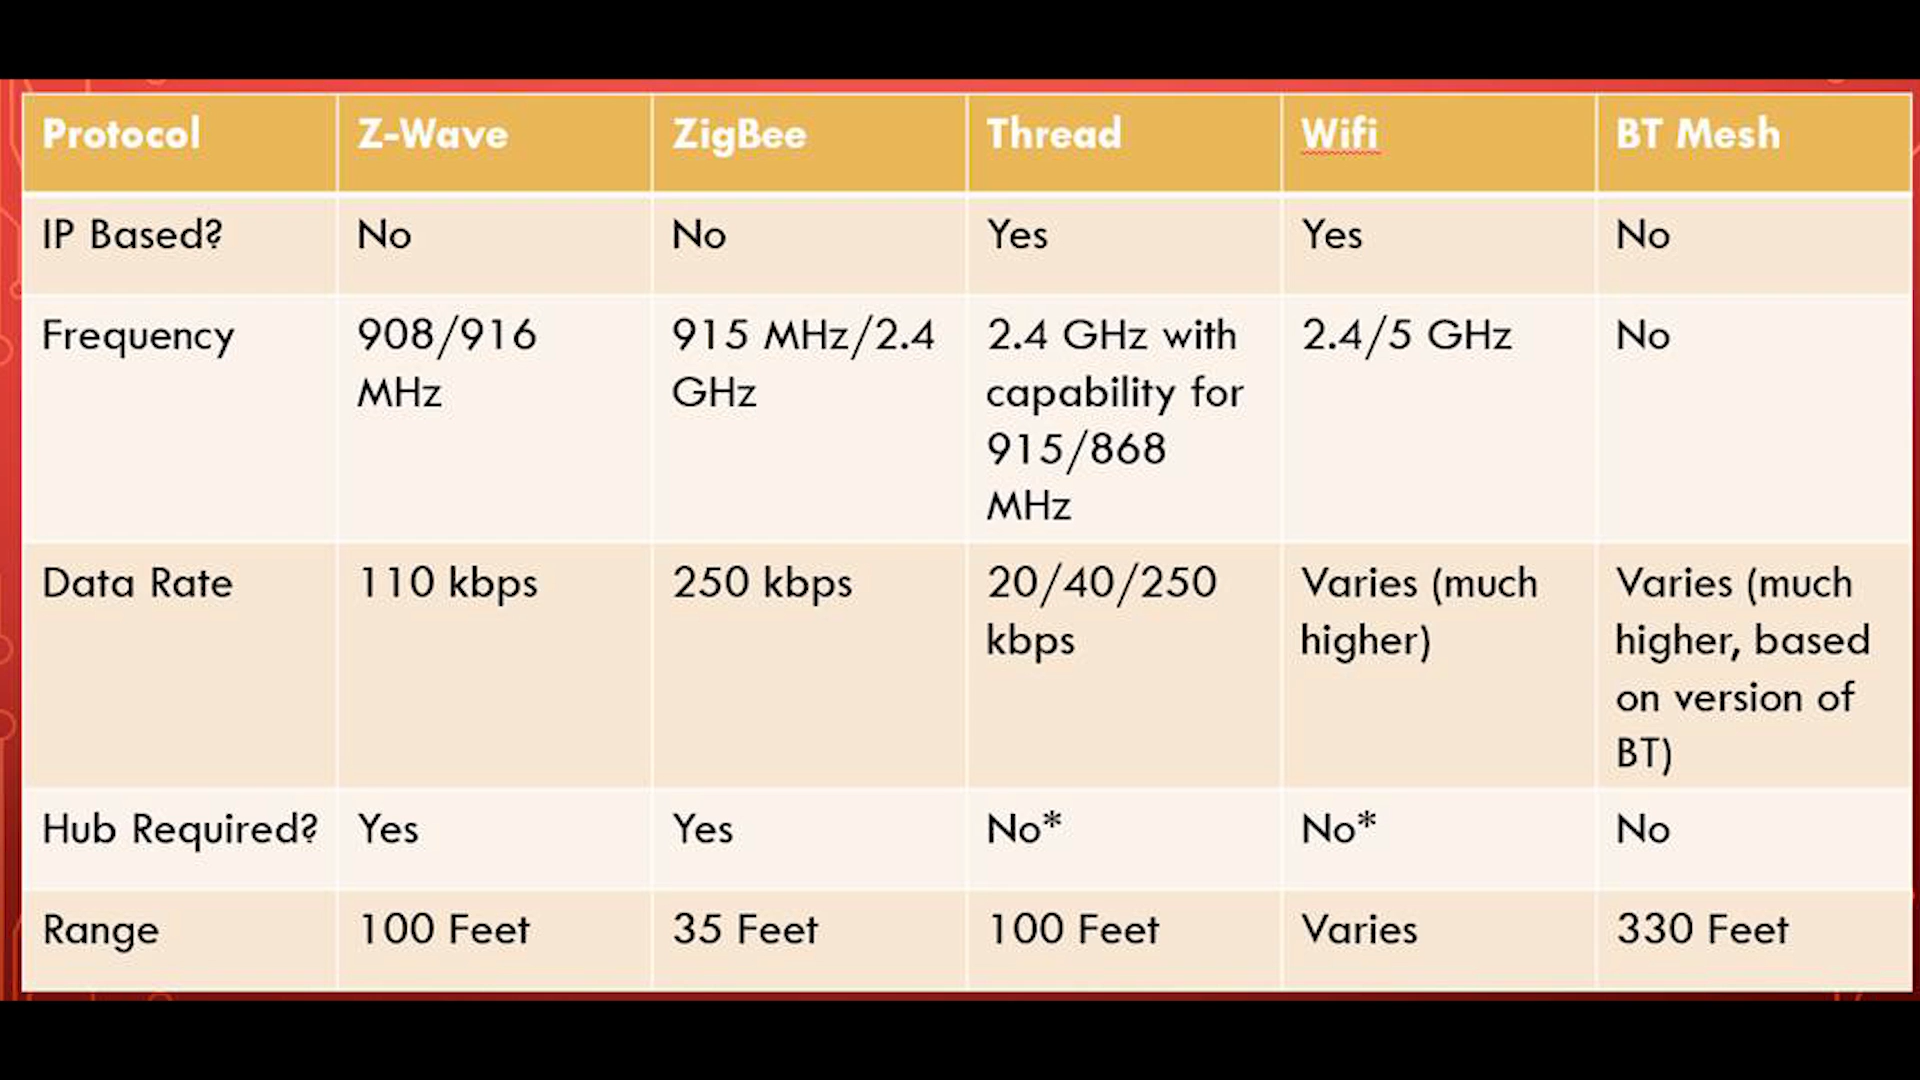 Protocol
Z-Wave
ZigBee
Thread
Wifi
BT Mesh
IP Based?
No
No
Yes
Yes
No
Frequency
908/916
MHz
915 MHz/2.4
GHz
2.4 GHz with
capability for
915/868
MHz
2.4/5 GHz
No
Data Rate
110 kbps
250 kbps
20/40/250
kbps
Varies (much
higher)
Varies (much
higher, based
on version of
BT)
Hub Required?
Yes
Yes
No*
No*
No
Range
100 Feet
35 Feet
100 Feet
Varies
330 Feet